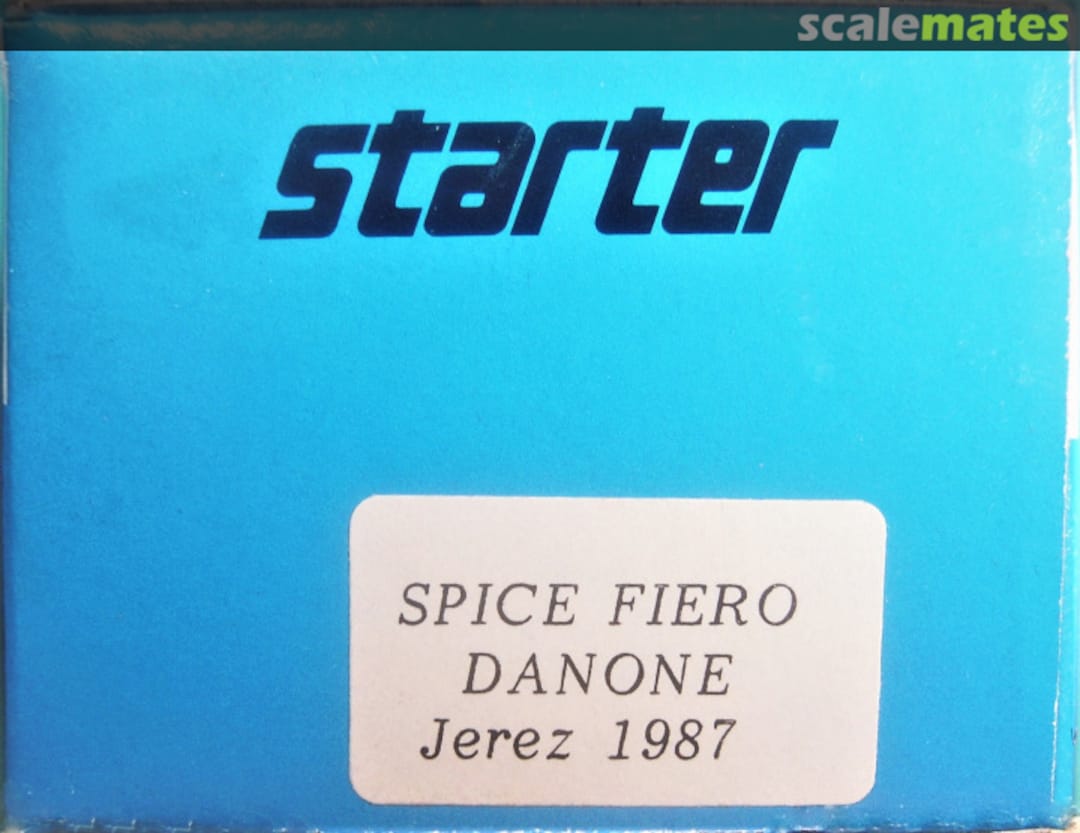 scalemates
starter
SPICE FIERO
DANONE
Jerez 1987